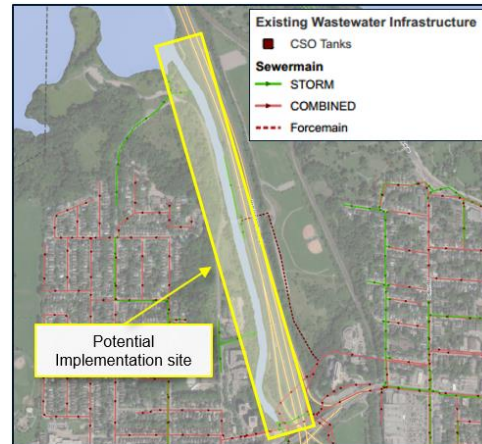 Existing Wastewater Infrastructure
CSO Tanks
Sewermain
STORM
COMBINED
Forcemain
Potential
Implementation site